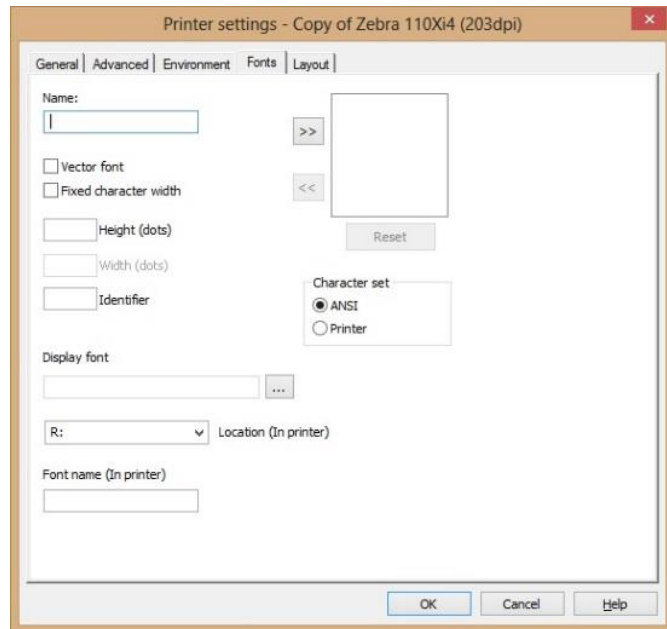 Printer settings - Copy of Zebra 110Xi4 (203dpi)
General Advanced Environment Fonts Layout
Name:
>>
Vector font
Fixed character width
<<
Height (dots)
Reset
Width (dots)
Identifier
Character set
ANSI
Printer
Display font
...
R: Location (In printer)
Font name (In printer)
OK Cancel Help